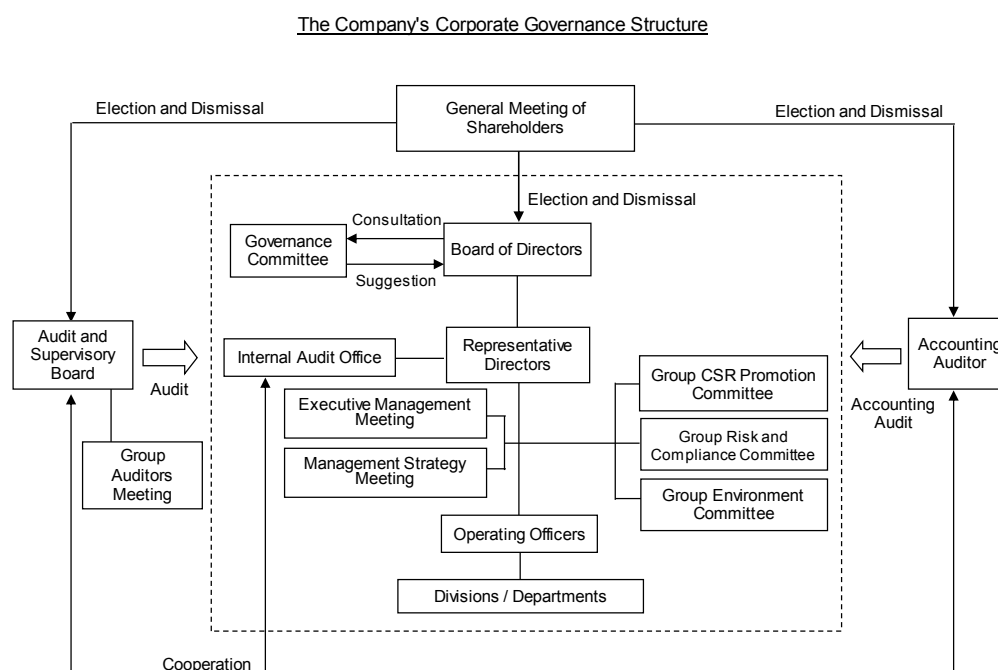 The Company's Corporate Governance Structure
Election and Dismissal
General Meeting of
Shareholders
Election and Dismissal
Election and Dismissal
Consultation
Governance
Committee
Board of Directors
Suggestion
Audit and
Supervisory
Board
Audit
Internal Audit Office
Representative
Directors
Accounting
Auditor
Accounting
Audit
Group CSR Promotion
Committee
Executive Management
Meeting
Group Risk and
Compliance Committee
Management Strategy
Meeting
Group
Auditors
Meeting
Group Environment
Committee
Operating Officers
Divisions / Departments
Cooperation